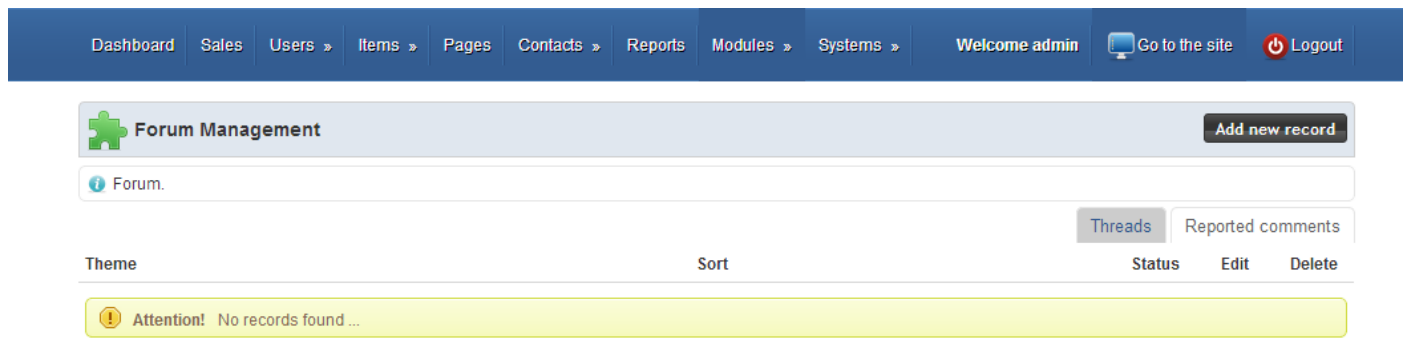 Dashboard Sales Users » Items » Pages Contacts » Reports Modules » Systems » Welcome admin Go to the site Logout
Forum Management Add new record
Forum.
Threads Reported comments
Theme Sort Status Edit Delete
Attention! No records found ...